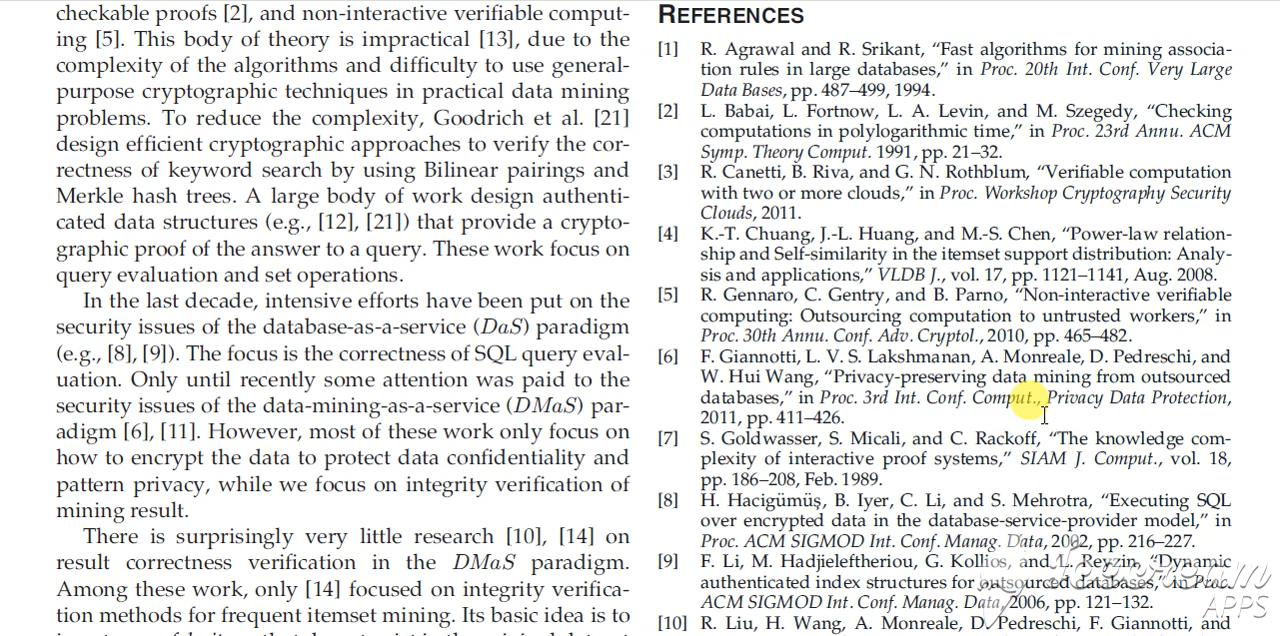 checkable proofs [2], and non-interactive verifiable comput-
ing [5]. This body of theory is impractical [13], due to the
complexity of the algorithms and difficulty to use general-
purpose cryptographic techniques in practical data mining
problems. To reduce the complexity, Goodrich et al. [21]
design efficient cryptographic approaches to verify the cor-
rectness of keyword search by using Bilinear pairings and
Merkle hash trees. A large body of work design authenti-
cated data structures (e.g., [12], [21]) that provide a crypto-
graphic proof of the answer to a query. These work focus on
query evaluation and set operations.
In the last decade, intensive efforts have been put on the
security issues of the database-as-a-service (DaS) paradigm
(e.g., [8], [9]). The focus is the correctness of SQL query eval-
uation. Only until recently some attention was paid to the
security issues of the data-mining-as-a-service (DMaS) par-
adigm [6], [11]. However, most of these work only focus on
how to encrypt the data to protect data confidentiality and
pattern privacy, while we focus on integrity verification of
mining result.
There is surprisingly very little research [10], [14] on
result correctness verification in the DMaS paradigm.
Among these work, only [14] focused on integrity verifica-
tion methods for frequent itemset mining. Its basic idea is to
REFERENCES
[1] R. Agrawal and R. Srikant, “Fast algorithms for mining associa-
tion rules in large databases,” in Proc. 20th Int. Conf. Very Large
Data Bases, pp. 487–499, 1994.
[2] L. Babai, L. Fortnow, L. A. Levin, and M. Szegedy, “Checking
computations in polylogarithmic time,” in Proc. 23rd Annu. ACM
Symp. Theory Comput. 1991, pp. 21–32.
[3] R. Canetti, B. Riva, and G. N. Rothblum, “Verifiable computation
with two or more clouds,” in Proc. Workshop Cryptography Security
Clouds, 2011.
[4] K.-T. Chuang, J.-L. Huang, and M.-S. Chen, “Power-law relation-
ship and Self-similarity in the itemset support distribution: Analy-
sis and applications,” VLDB J., vol. 17, pp. 1121–1141, Aug. 2008.
[5] R. Gennaro, C. Gentry, and B. Parno, “Non-interactive verifiable
computing: Outsourcing computation to untrusted workers,” in
Proc. 30th Annu. Conf. Adv. Cryptol., 2010, pp. 465–482.
[6] F. Giannotti, L. V. S. Lakshmanan, A. Monreale, D. Pedreschi, and
W. Hui Wang, “Privacy-preserving data mining from outsourced
databases,” in Proc. 3rd Int. Conf. Comput., Privacy Data Protection,
2011, pp. 411–426.
[7] S. Goldwasser, S. Micali, and C. Rackoff, “The knowledge com-
plexity of interactive proof systems,” SIAM J. Comput., vol. 18,
pp. 186–208, Feb. 1989.
[8] H. Hacigümüş, B. Iyer, C. Li, and S. Mehrotra, “Executing SQL
over encrypted data in the database-service-provider model,” in
Proc. ACM SIGMOD Int. Conf. Manag. Data, 2002, pp. 216–227.
[9] F. Li, M. Hadjieleftheriou, G. Kollios, and L. Reyzin, “Dynamic
authenticated index structures for outsourced databases,” in Proc.
ACM SIGMOD Int. Conf. Manag. Data, 2006, pp. 121–132.
[10] R. Liu, H. Wang, A. Monreale, D. Pedreschi, F. Giannotti, and
APPS